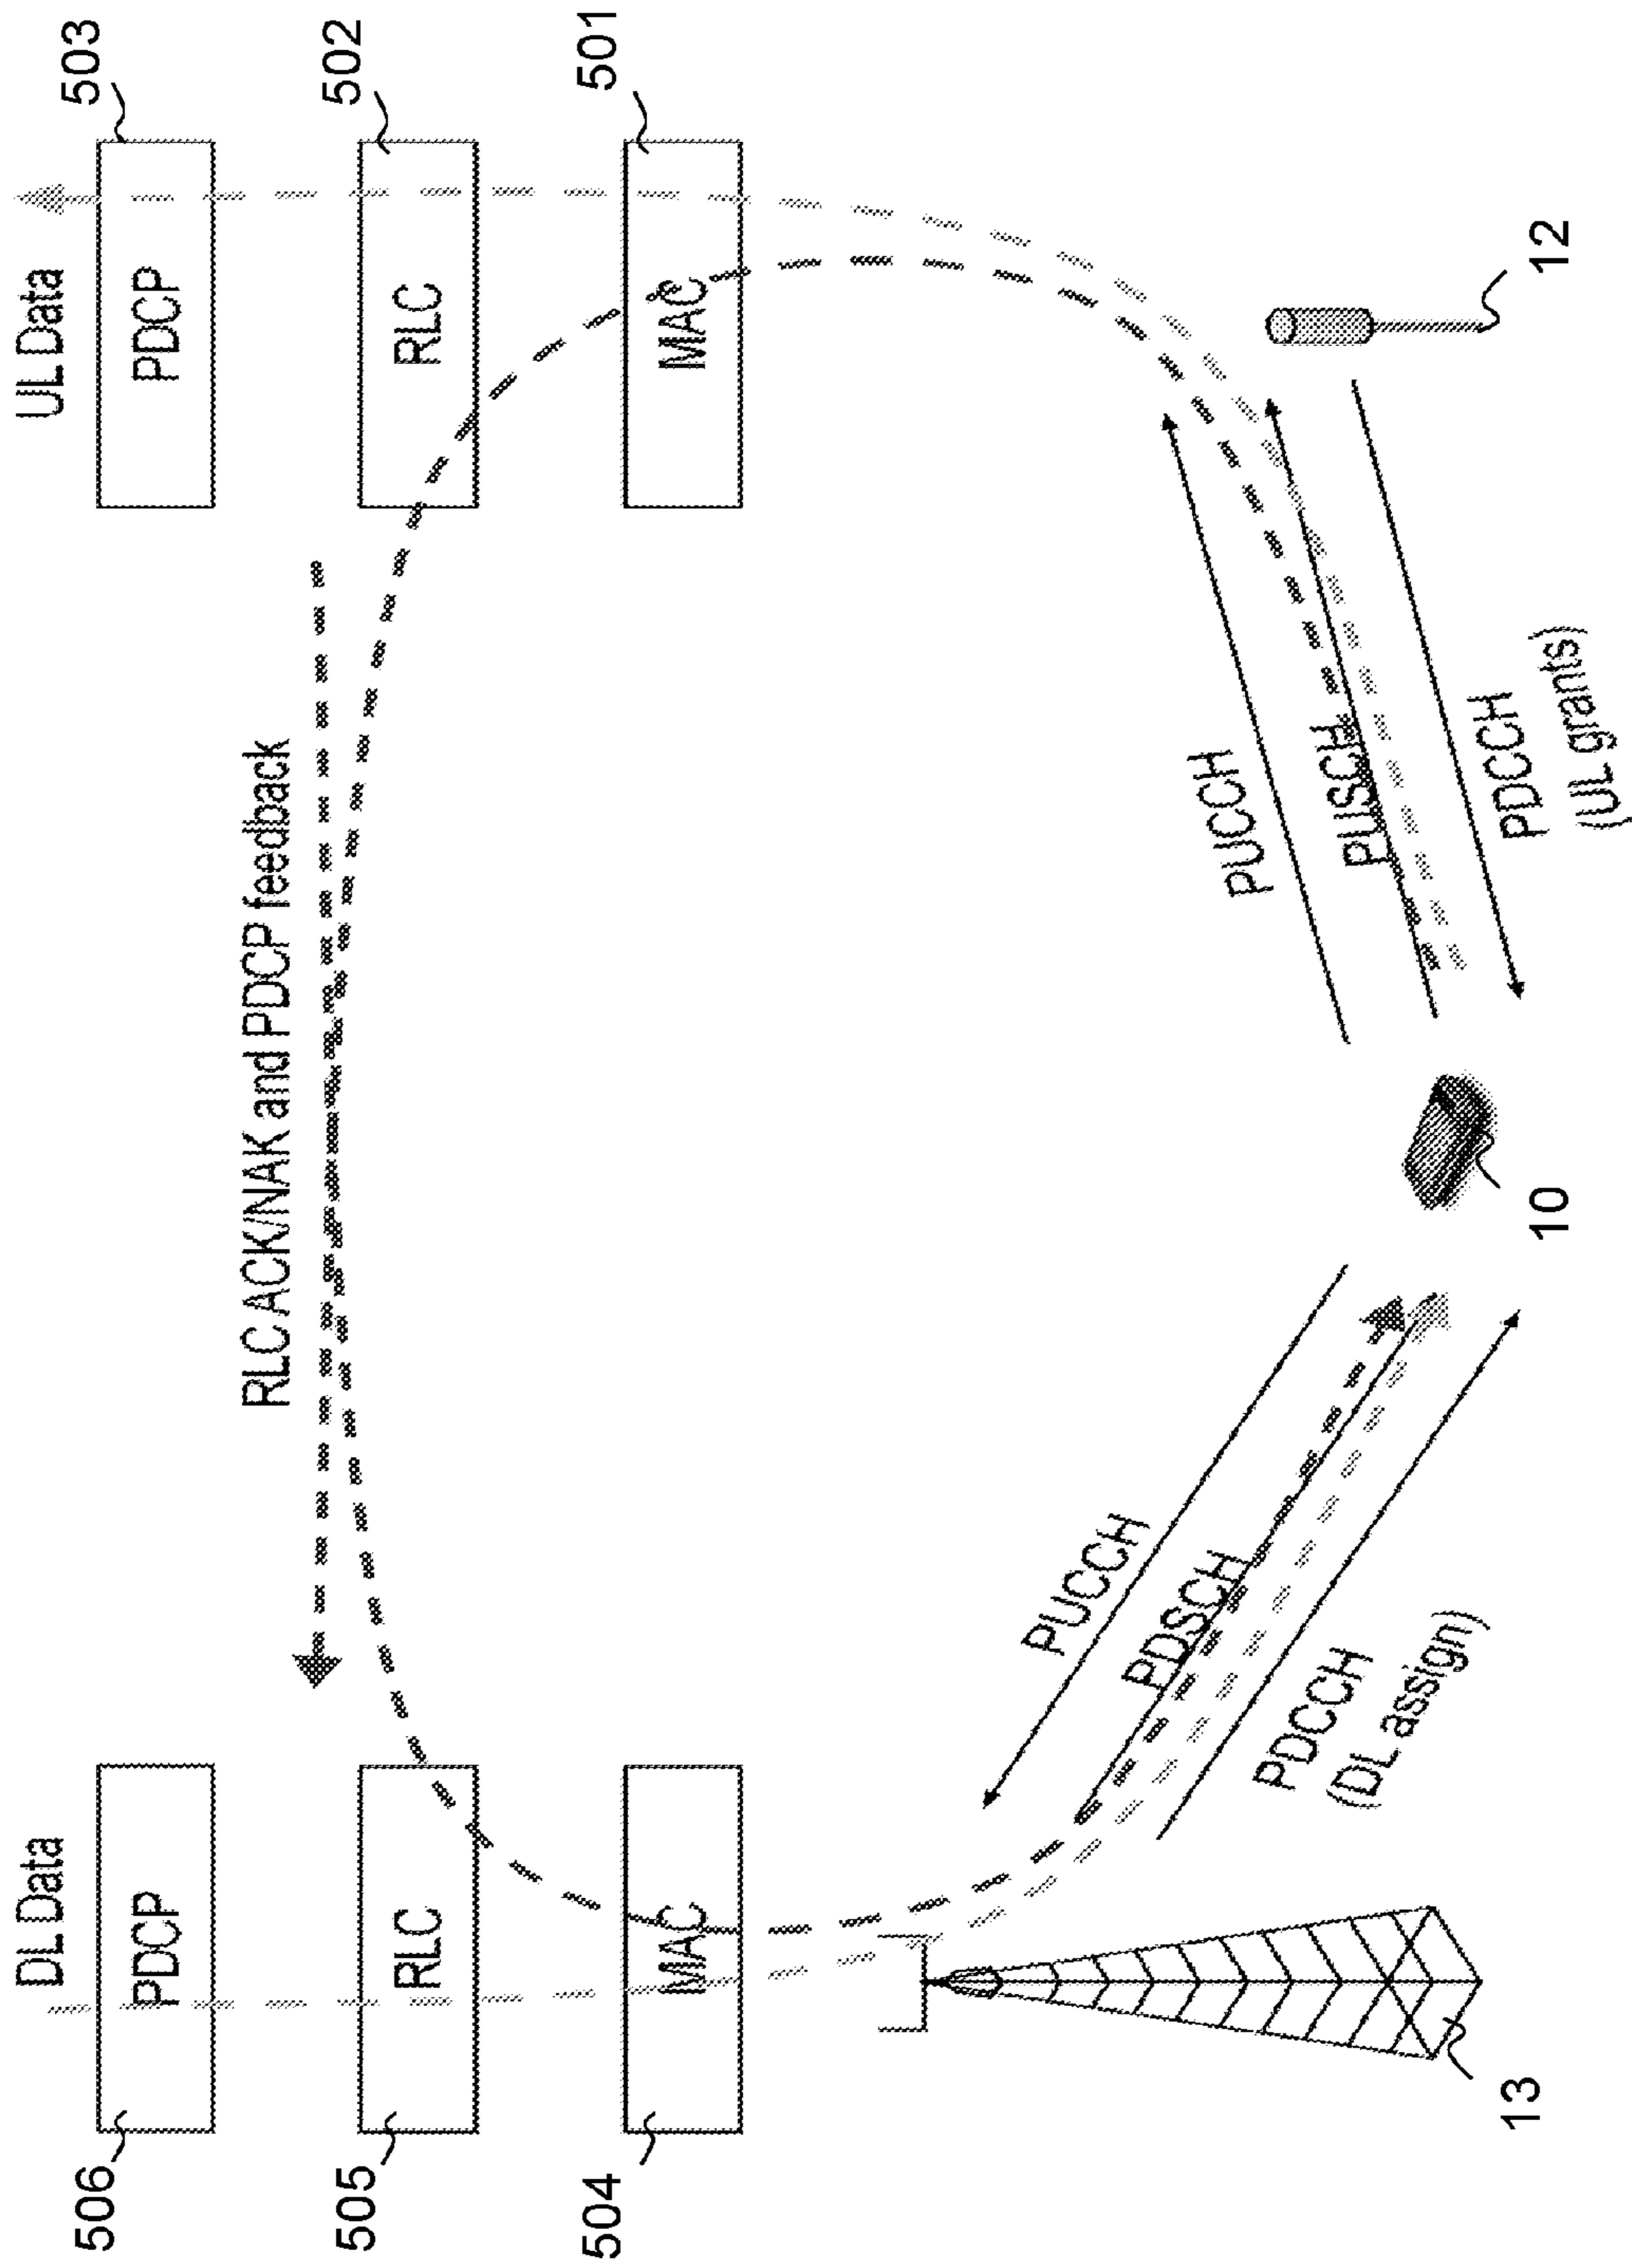 DL Data
UL Data
506
PDCP
PDCP
503
RLC ACK/NAK and PDCP feedback
505
RLC
RLC
502
504
MAC
MAC
501
PUCCH
PDSCH
PDCCH
(DL assign)
PUCCH
PUSCH
PDCCH
(UL grants)
13
10
12